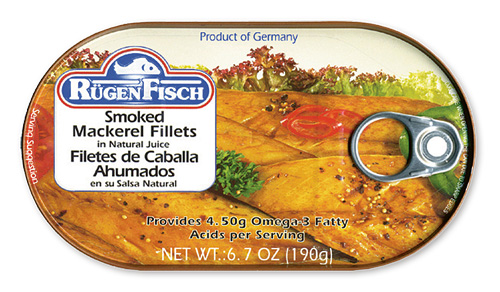 Product of Germany
RÜGENFISCH
Smoked
Mackerel Fillets
in Natural Juice
Filetes de Caballa
Ahumados
en su Salsa Natural
Serving Suggestion
Provides 4.50g Omega-3 Fatty
Acids per Serving
NET WT.:6.7 OZ (190g)